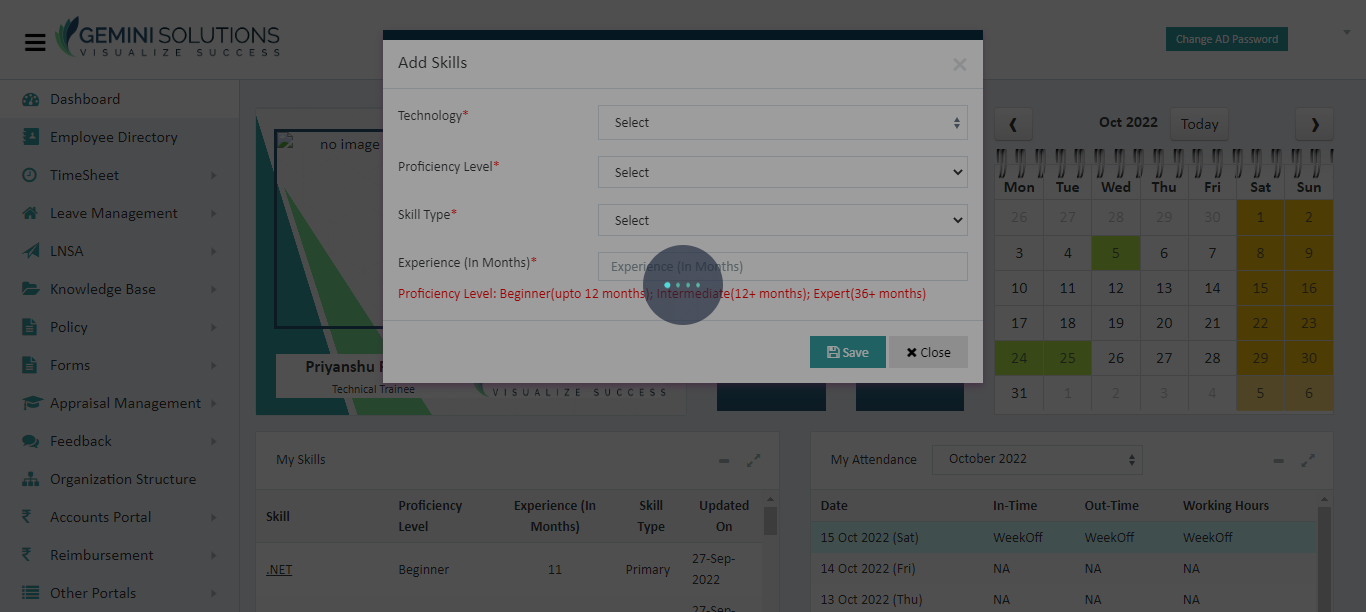 GEMINI SOLUTIONS
VISUALIZE SUCCESS
Change AD Password
Dashboard
Employee Directory
TimeSheet
Leave Management
LNSA
Knowledge Base
Policy
Forms
Appraisal Management
Feedback
Organization Structure
Accounts Portal
Reimbursement
Other Portals
no image
Priyanshu
Technical Trainee
VISUALIZE SUCCESS
Add Skills
×
Technology*
Select
Proficiency Level*
Select
Skill Type*
Select
Experience (In Months)*
Experience (In Months)
Proficiency Level: Beginner(upto 12 months); Intermediate(12+ months); Expert(36+ months)
Save
Close
Oct 2022
Today
Mon Tue Wed Thu Fri Sat Sun
26 27 28 29 30 1 2
3 4 5 6 7 8 9
10 11 12 13 14 15 16
17 18 19 20 21 22 23
24 25 26 27 28 29 30
31 1 2 3 4 5 6
My Skills
Skill Proficiency Level Experience (In Months) Skill Type Updated On
.NET Beginner 11 Primary 27-Sep-2022
27-Sep-
My Attendance
October 2022
Date In-Time Out-Time Working Hours
15 Oct 2022 (Sat) WeekOff WeekOff WeekOff
14 Oct 2022 (Fri) NA NA NA
13 Oct 2022 (Thu) NA NA NA